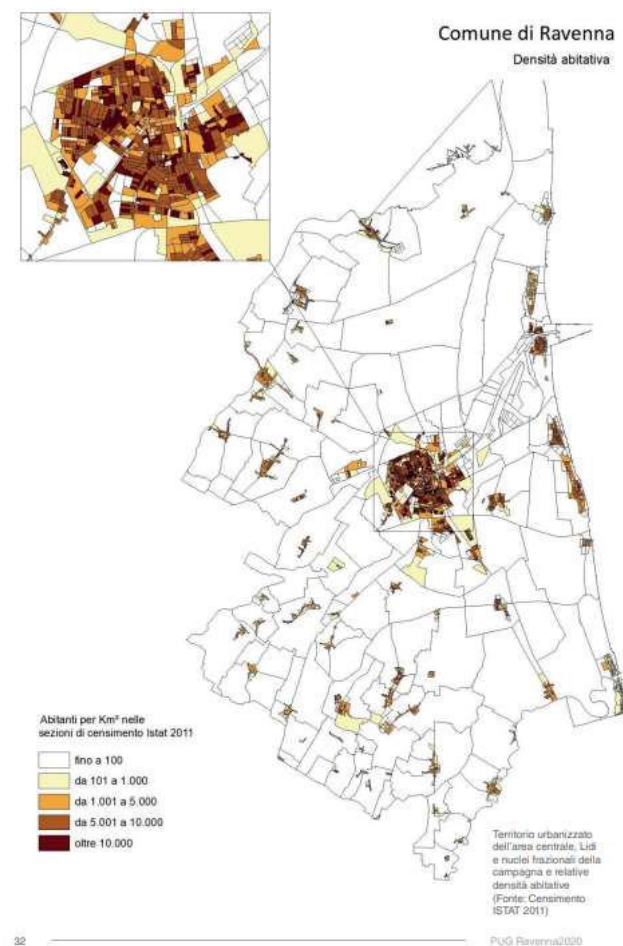 Comune di Ravenna
Densità abitativa
Abitanti per Km² nelle
sezioni di censimento Istat 2011
fino a 100
da 101 a 1.000
da 1.001 a 5.000
da 5.001 a 10.000
oltre 10.000
Territorio urbanizzato
dell'area centrale, Lidi
e nuclei frazionali della
campagna e relative
densità abitative
(Fonte: Censimento
ISTAT 2011)
32
PUG Ravenna2020